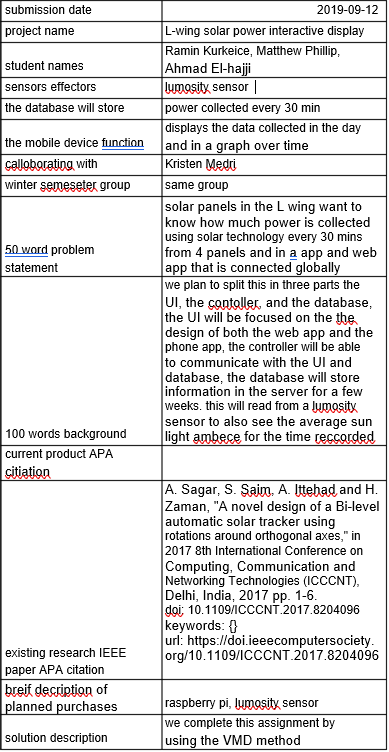 submission date 2019-09-12
project name L-wing solar power interactive display
student names Ramin Kurkeice, Matthew Phillip,
Ahmad El-hajji
sensors effectors lumosity sensor
the database will store power collected every 30 min
the mobile device function displays the data collected in the day
and in a graph over time
calloborating with Kristen Medri
winter semeseter group same group
50 word problem
statement
solar panels in the L wing want to
know how much power is collected
using solar technology every 30 mins
from 4 panels and in a app and web
app that is connected globally
100 words background
we plan to split this in three parts the
UI, the contoller, and the database,
the UI will be focused on the the
design of both the web app and the
phone app, the controller will be able
to communicate with the UI and
database, the database will store
information in the server for a few
weeks. this will read from a lumosity
sensor to also see the average sun
light ambece for the time reccorded
current product APA
citiation
existing research IEEE
paper APA citation
A. Sagar, S. Saim, A. Ittehad and H.
Zaman, "A novel design of a Bi-level
automatic solar tracker using
rotations around orthogonal axes," in
2017 8th International Conference on
Computing, Communication and
Networking Technologies (ICCCNT),
Delhi, India, 2017 pp. 1-6.
doi: 10.1109/ICCCNT.2017.8204096
keywords: {}
url: https://doi.ieeecomputersociety.
org/10.1109/ICCCNT.2017.8204096
breif decription of
planned purchases
raspberry pi, lumosity sensor
solution description
we complete this assignment by
using the VMD method